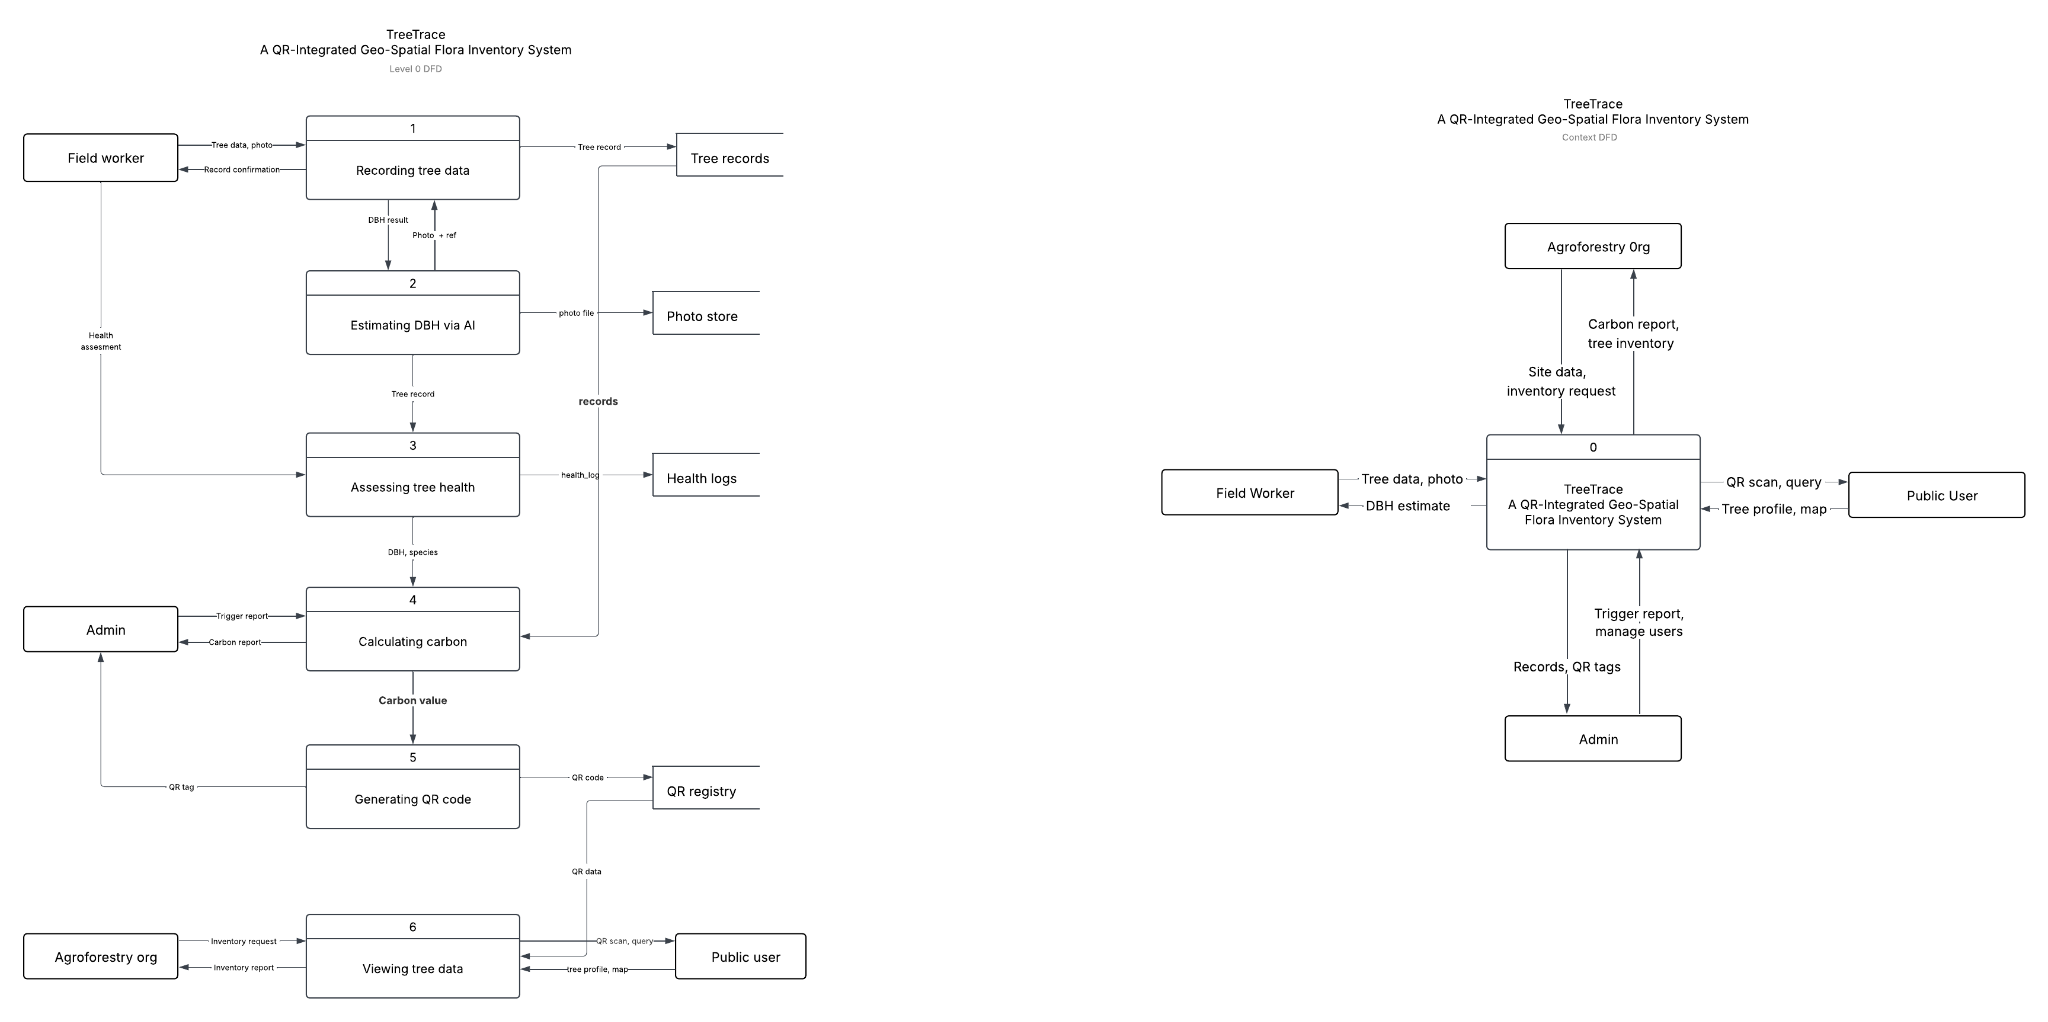 TreeTrace
A QR-Integrated Geo-Spatial Flora Inventory System
Level 0 DFD
Field worker
Tree data, photo
Record confirmation
1
Recording tree data
Tree record
Tree records
DBH result
Photo + ref
2
Estimating DBH via AI
photo file
Photo store
Health
assesment
Tree record
records
3
Assessing tree health
health_log
Health logs
DBH, species
Admin
Trigger report
Carbon report
4
Calculating carbon
Carbon value
5
Generating QR code
QR tag
QR code
QR registry
QR data
Agroforestry org
Inventory request
Inventory report
6
Viewing tree data
QR scan, query
tree profile, map
Public user
TreeTrace
A QR-Integrated Geo-Spatial Flora Inventory System
Context DFD
Agroforestry 0rg
Carbon report,
tree inventory
Site data,
inventory request
Field Worker
Tree data, photo
DBH estimate
0
TreeTrace
A QR-Integrated Geo-Spatial
Flora Inventory System
QR scan, query
Tree profile, map
Public User
Trigger report,
manage users
Records, QR tags
Admin